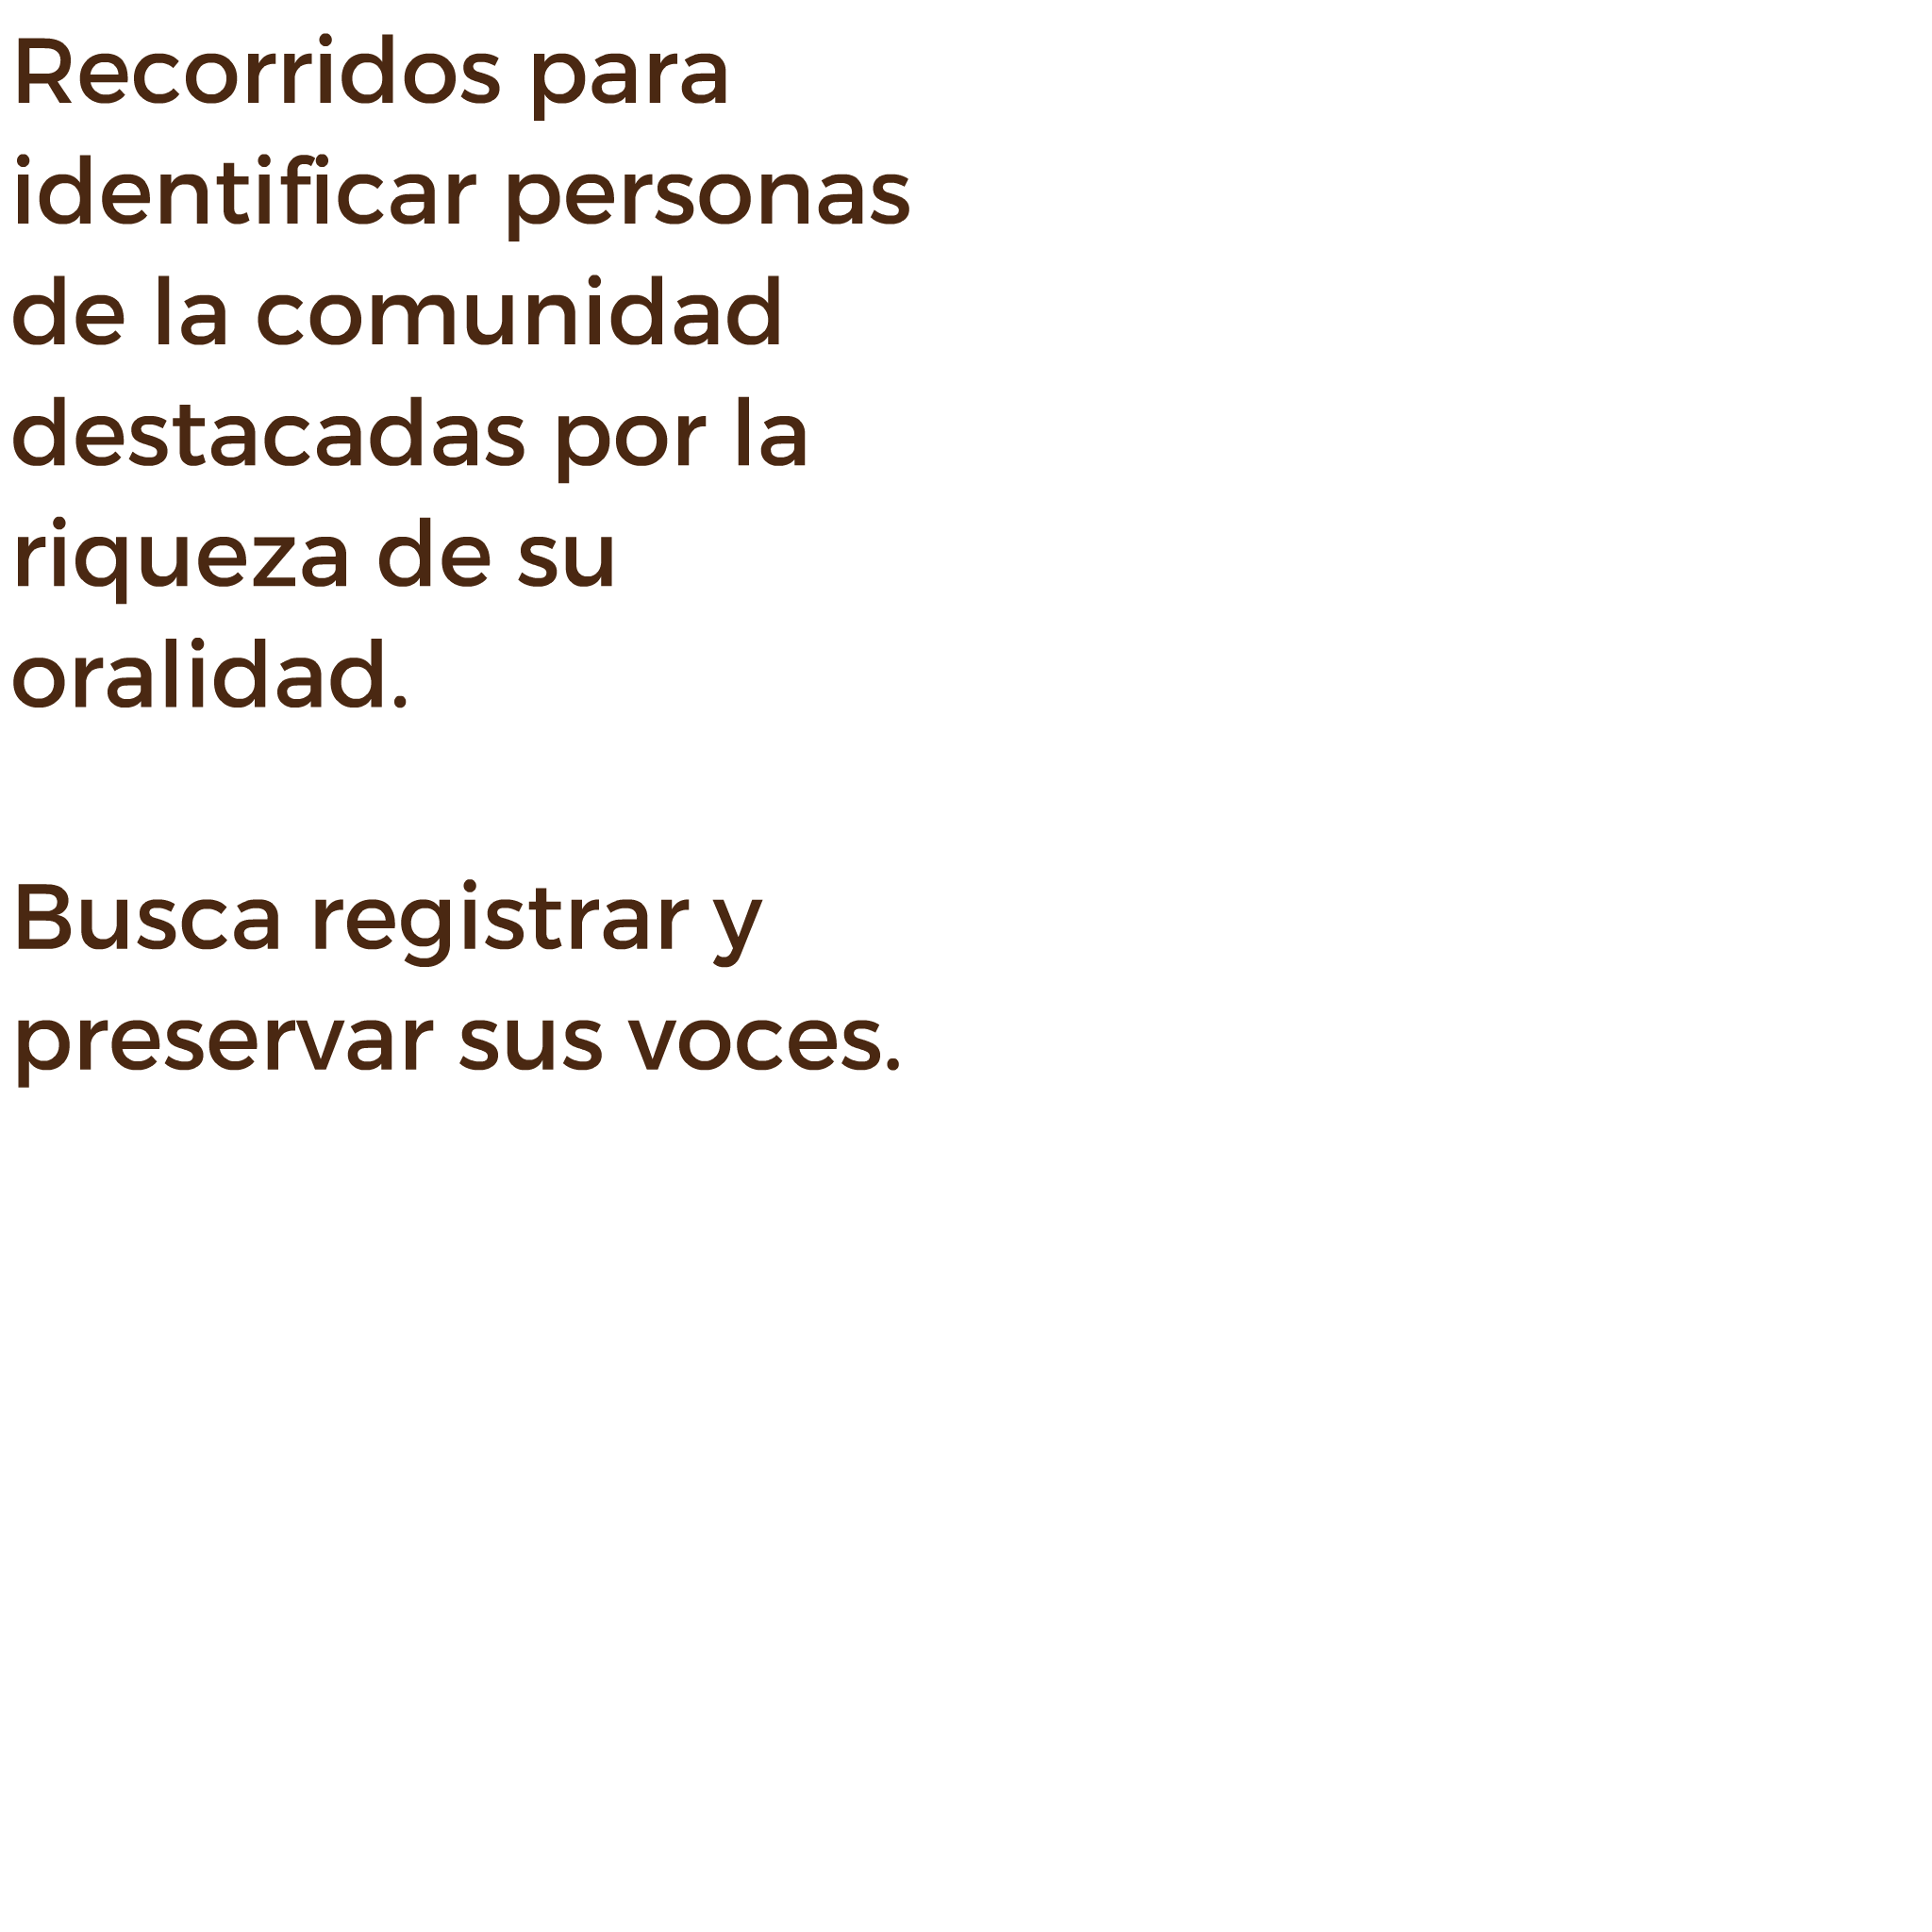 Recorridos para
identificar personas
de la comunidad
destacadas por la
riqueza de su
oralidad.
Busca registrar y
preservar sus voces.